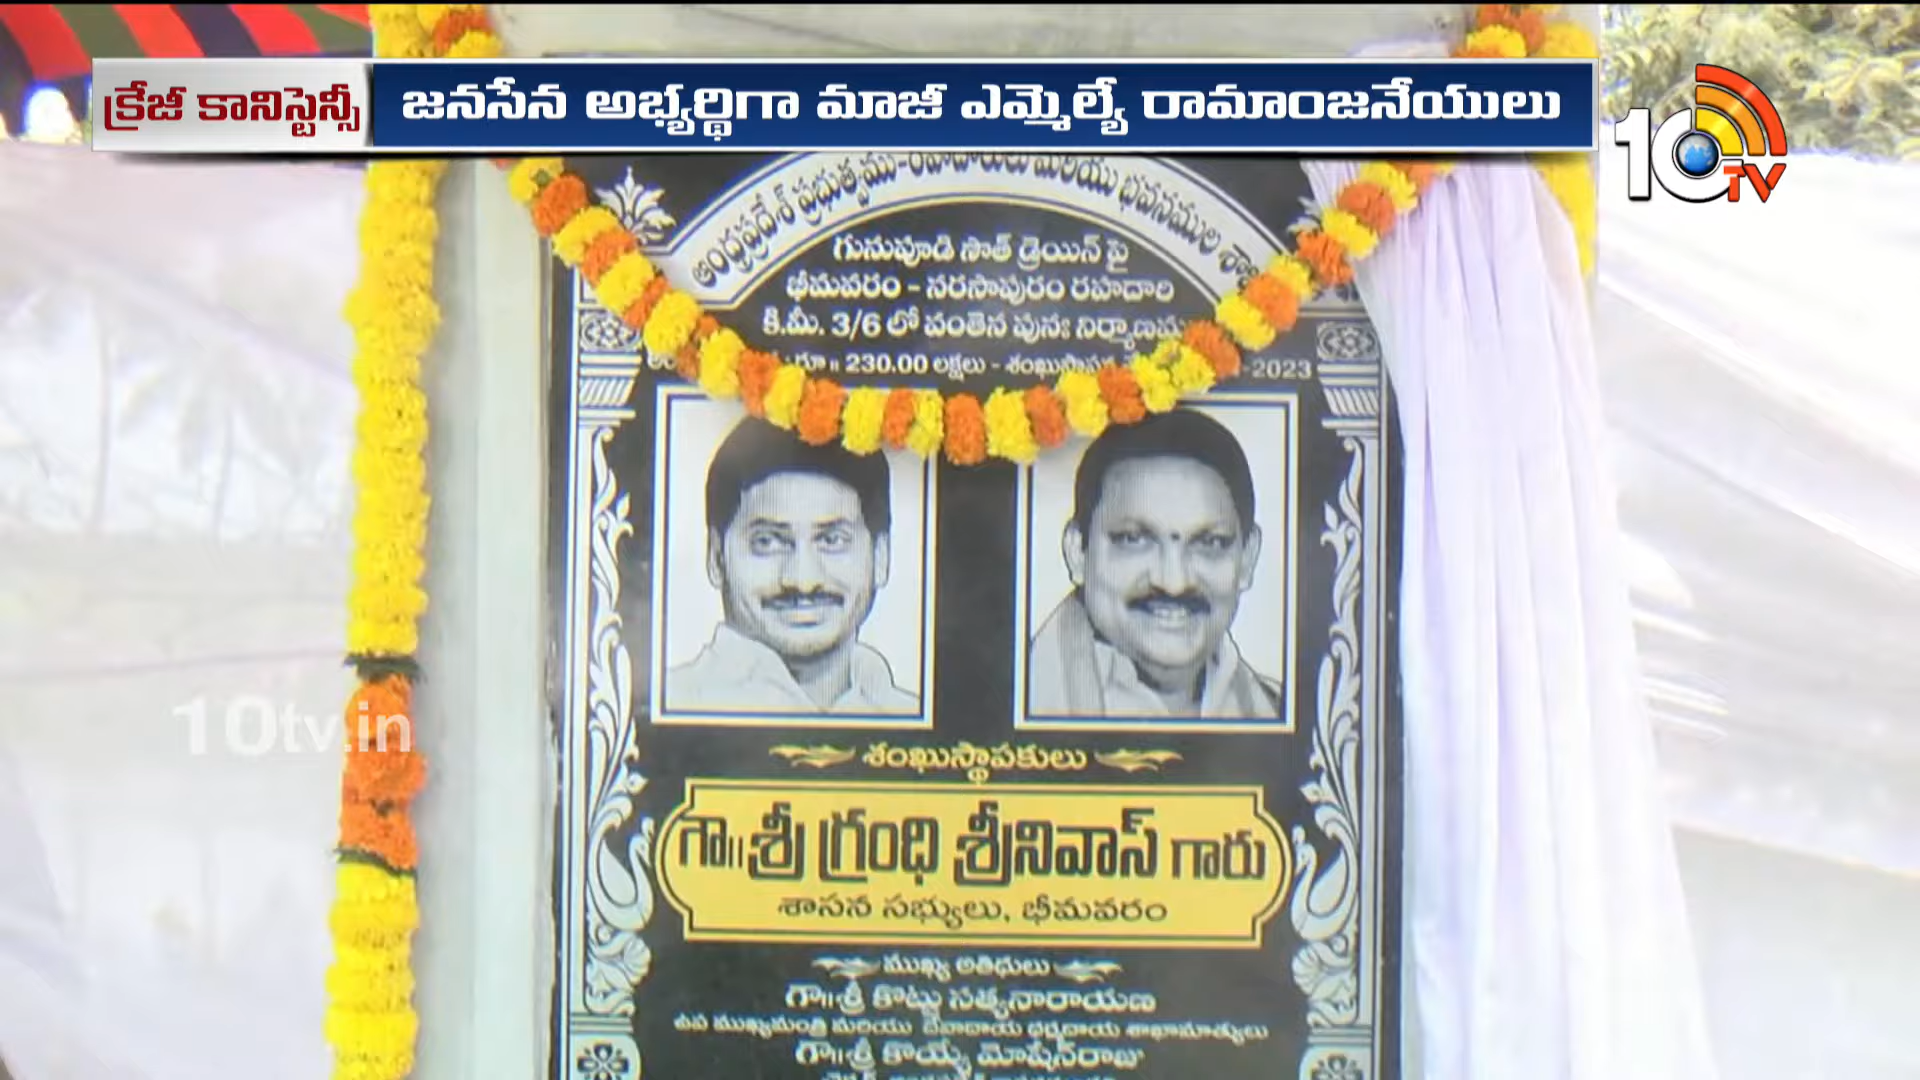 క్రేజీ కానిస్టెన్సీ
జనసేన అభ్యర్థిగా మాజీ ఎమ్మెల్యే రామాంజనేయులు
10TV
ఆంధ్రప్రదేశ్ ప్రభుత్వము-రహదారులు మరియు భవనముల
గునుపూడి సౌత్ డ్రెయిన్ పై
భీమవరం - నరసాపురం రహదారి
కి.మీ. 3/6 లో వంతెన పునః నిర్మాణము
రూ॥ 230.00 లక్షలు - శంఖుస్థాపన -2023
10tv.in
శంఖుస్థాపకులు
గౌ॥శ్రీ గ్రంధి శ్రీనివాస్ గారు
శాసన సభ్యులు, భీమవరం
ముఖ్య అతిధులు
గౌ॥శ్రీ కొట్టు సత్యనారాయణ
ఉప ముఖ్యమంత్రి మరియు దేవాదాయ ధర్మదాయ శాఖామాత్యులు
గౌ॥శ్రీ కొయ్యే మోషేన్‌రాజు